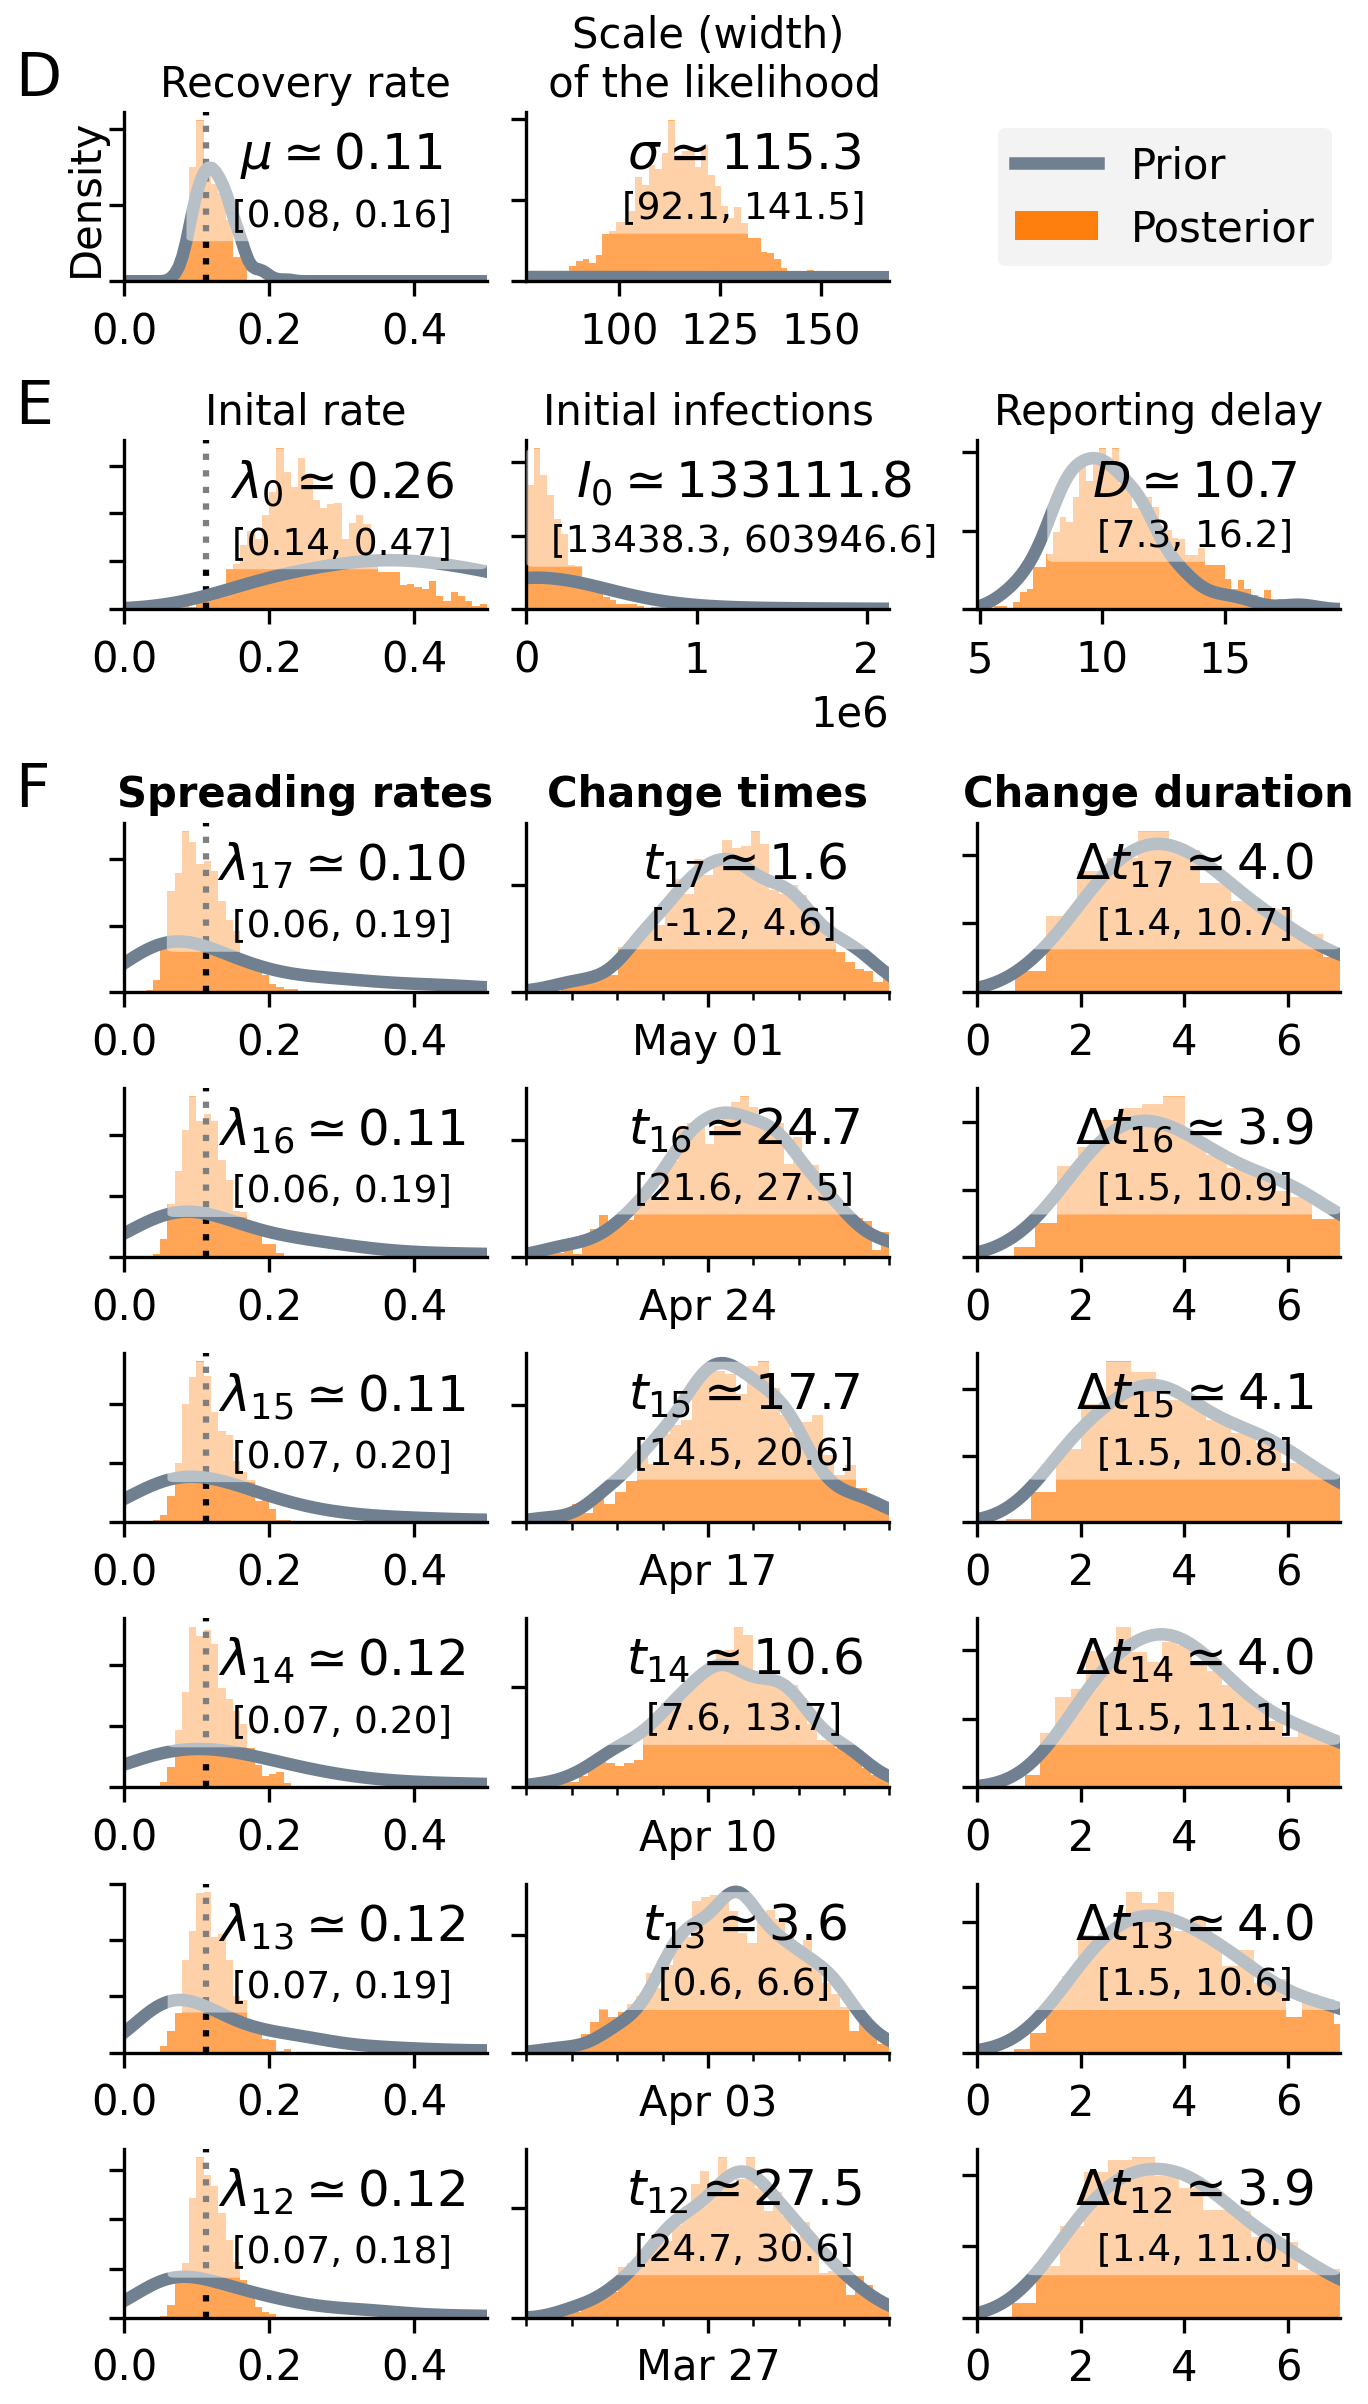 D
Recovery rate
Scale (width)
of the likelihood
Density
μ ≃ 0.11
[0.08, 0.16]
0.0 0.2 0.4
σ ≃ 115.3
[92.1, 141.5]
100 125 150
Prior
Posterior
E
Inital rate
λ₀ ≃ 0.26
[0.14, 0.47]
0.0 0.2 0.4
Initial infections
I₀ ≃ 133111.8
[13438.3, 603946.6]
0 1 2
1e6
Reporting delay
D ≃ 10.7
[7.3, 16.2]
5 10 15
F
Spreading rates Change times Change duration
λ₁₇ ≃ 0.10
[0.06, 0.19]
0.0 0.2 0.4
t₁₇ ≃ 1.6
[-1.2, 4.6]
May 01
Δt₁₇ ≃ 4.0
[1.4, 10.7]
0 2 4 6
λ₁₆ ≃ 0.11
[0.06, 0.19]
0.0 0.2 0.4
t₁₆ ≃ 24.7
[21.6, 27.5]
Apr 24
Δt₁₆ ≃ 3.9
[1.5, 10.9]
0 2 4 6
λ₁₅ ≃ 0.11
[0.07, 0.20]
0.0 0.2 0.4
t₁₅ ≃ 17.7
[14.5, 20.6]
Apr 17
Δt₁₅ ≃ 4.1
[1.5, 10.8]
0 2 4 6
λ₁₄ ≃ 0.12
[0.07, 0.20]
0.0 0.2 0.4
t₁₄ ≃ 10.6
[7.6, 13.7]
Apr 10
Δt₁₄ ≃ 4.0
[1.5, 11.1]
0 2 4 6
λ₁₃ ≃ 0.12
[0.07, 0.19]
0.0 0.2 0.4
t₁₃ ≃ 3.6
[0.6, 6.6]
Apr 03
Δt₁₃ ≃ 4.0
[1.5, 10.6]
0 2 4 6
λ₁₂ ≃ 0.12
[0.07, 0.18]
0.0 0.2 0.4
t₁₂ ≃ 27.5
[24.7, 30.6]
Mar 27
Δt₁₂ ≃ 3.9
[1.4, 11.0]
0 2 4 6